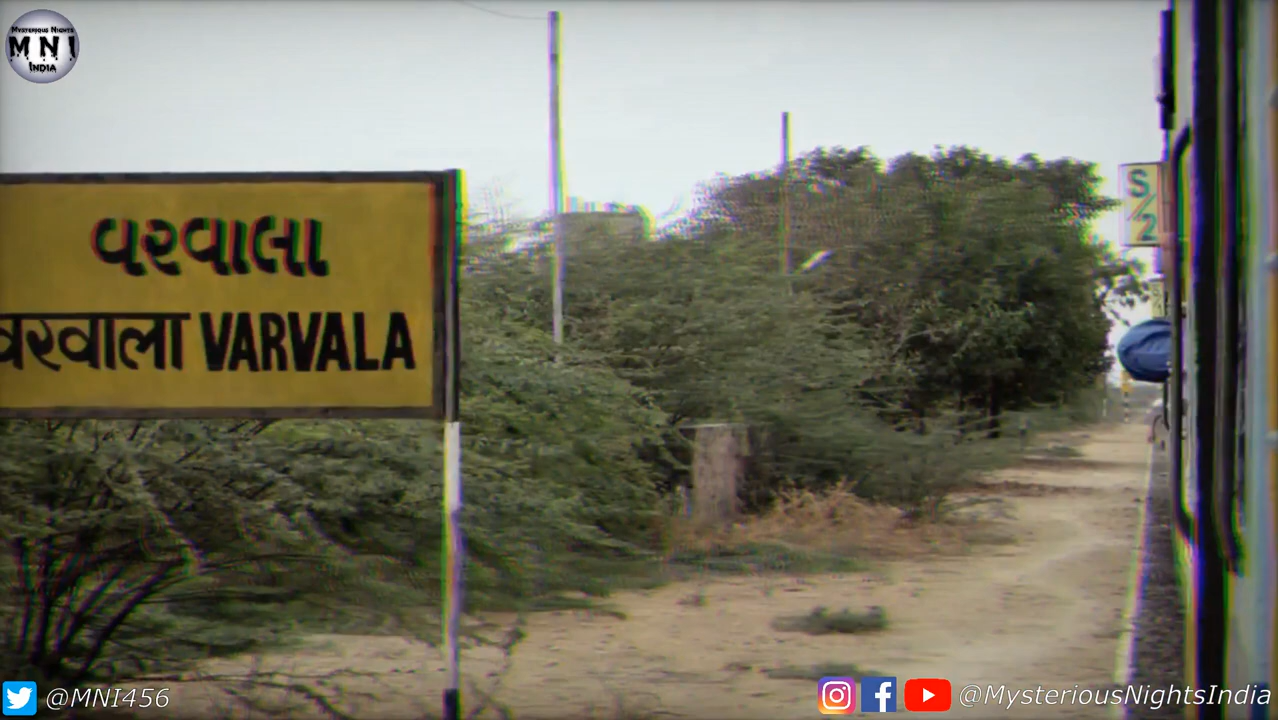 MYSTERIOUS NIGHTS
MNI
INDIA
વરવાલા
वरवाला VARVALA
S/2
@MNI456
@MysteriousNightsIndia